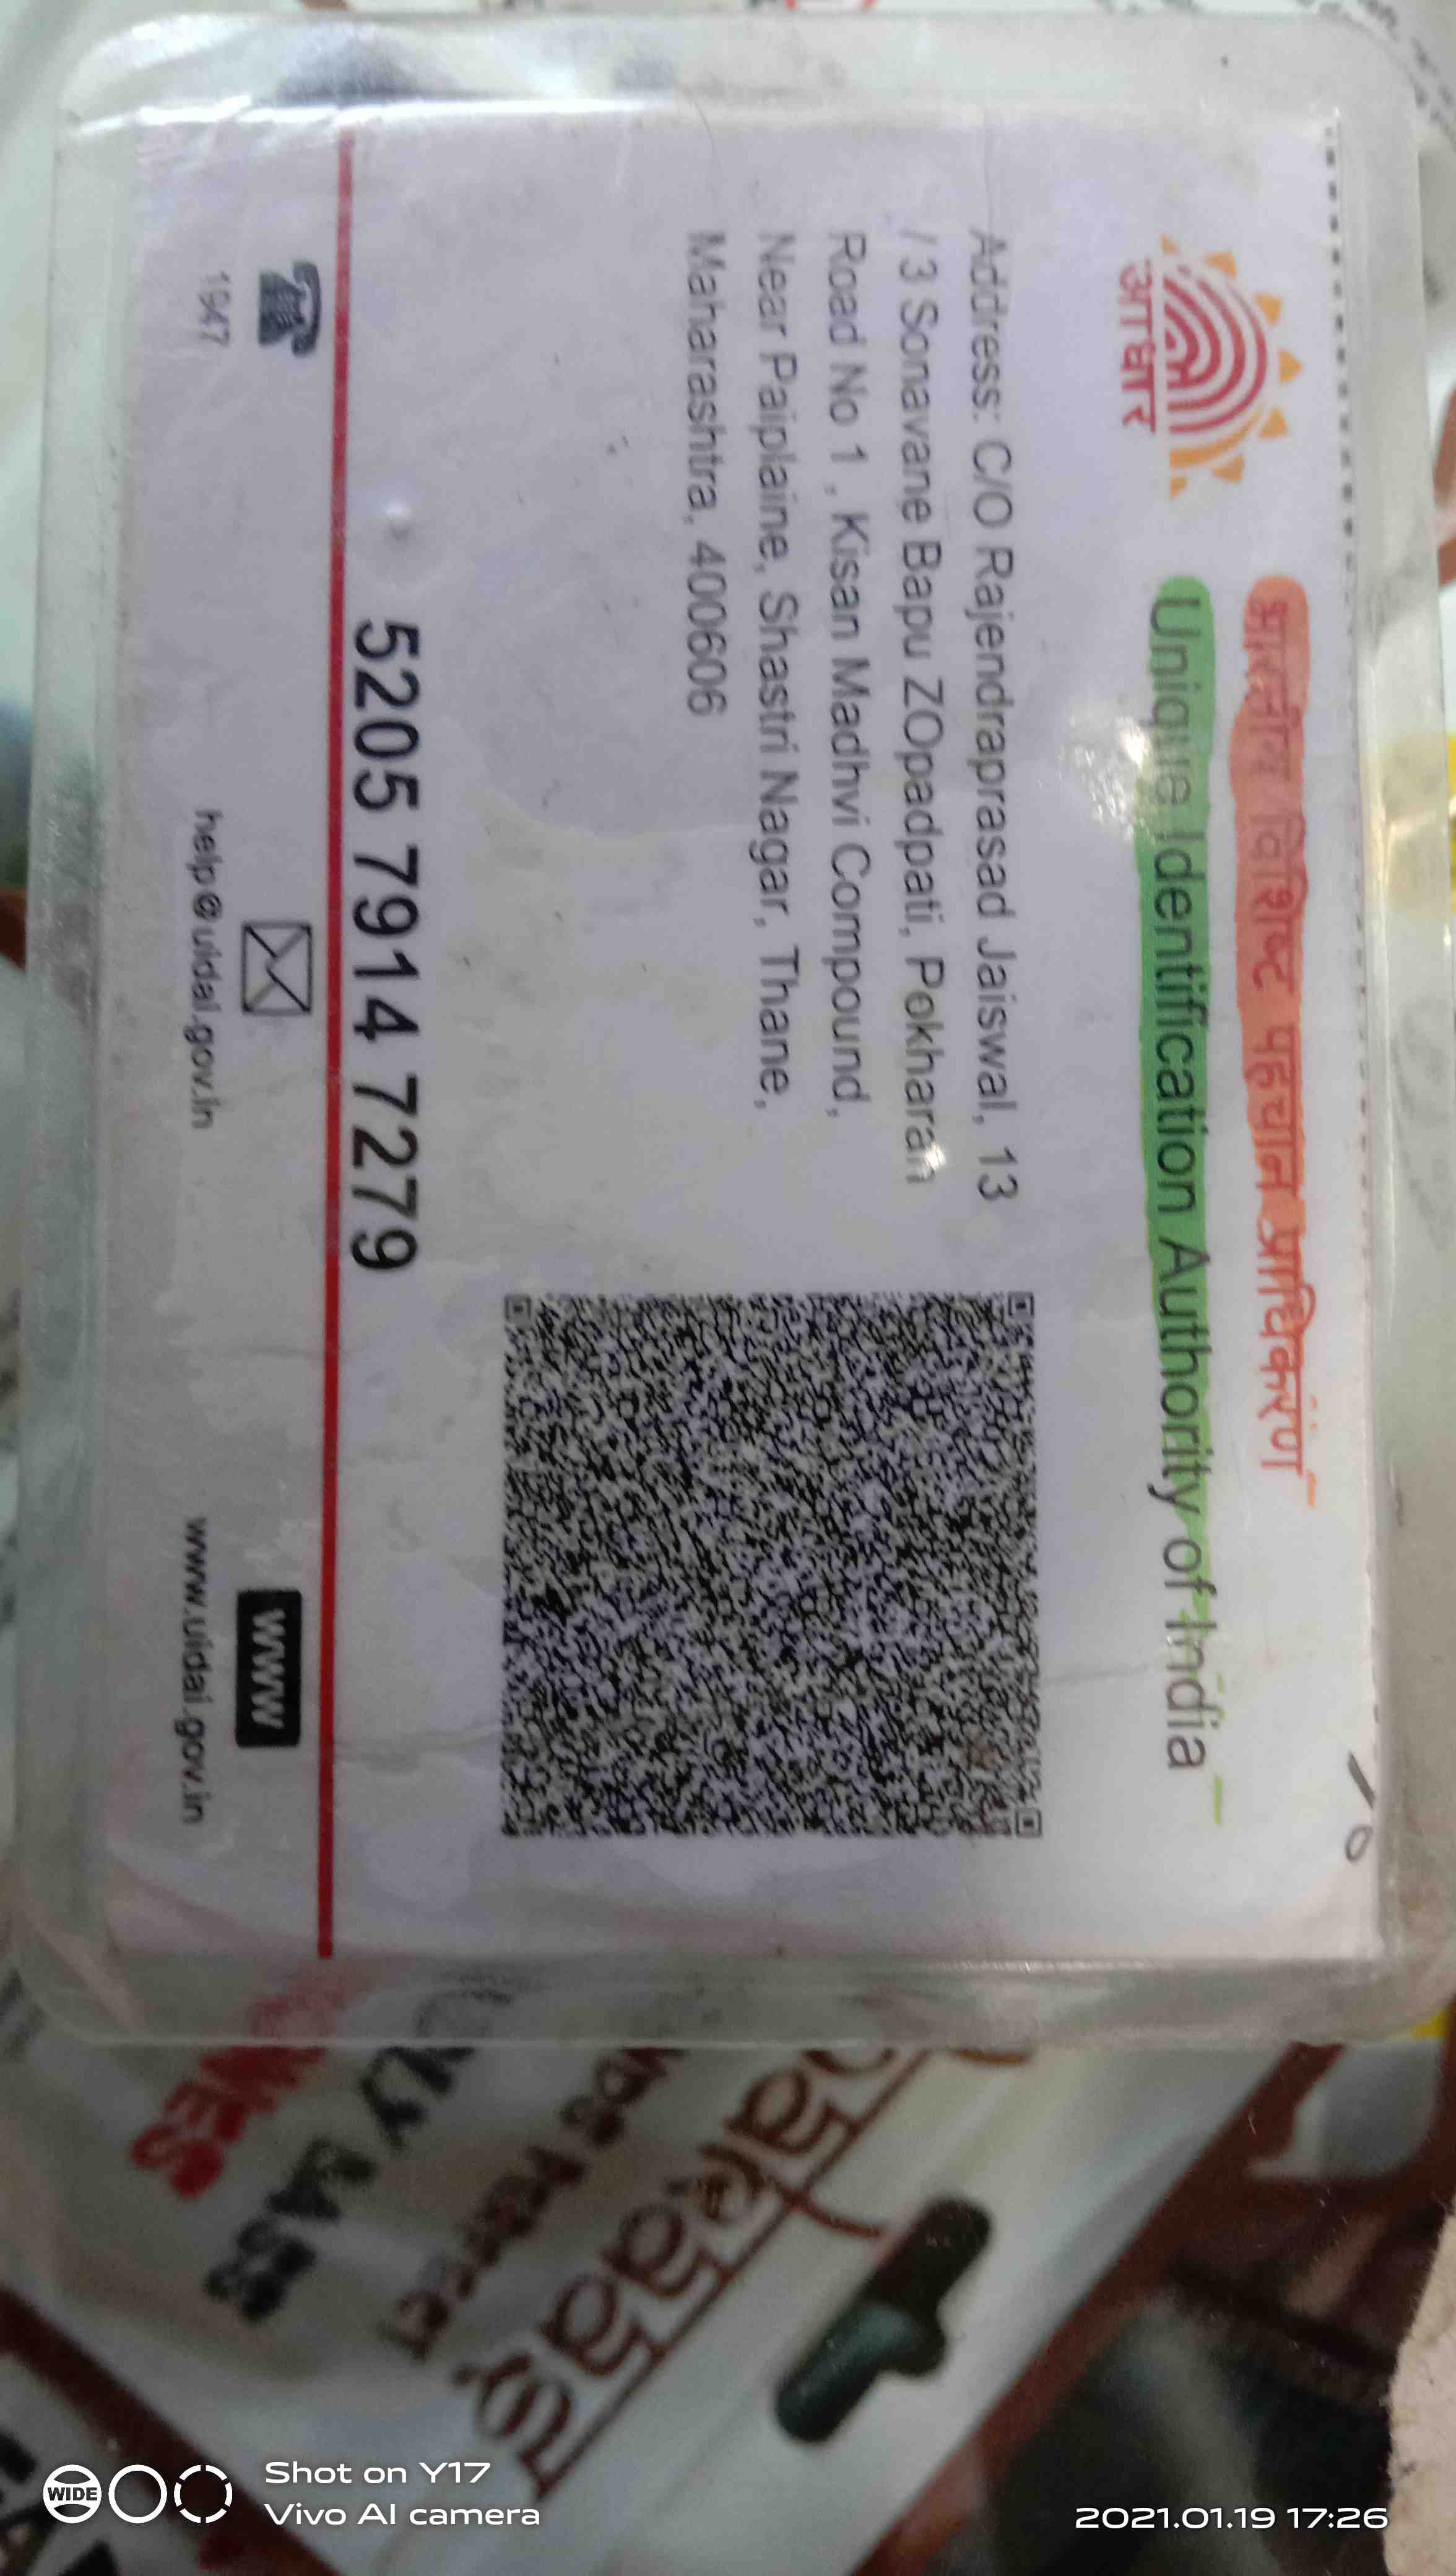 भारतीय विशिष्ट पहचान प्राधिकरण
Unique Identification Authority of India
आधार
Address: C/O Rajendraprasad Jaiswal, 13
/ 3 Sonavane Bapu ZOpadpati, Pokharan
Road No 1 , Kisan Madhvi Compound,
Near Paiplaine, Shastri Nagar, Thane,
Maharashtra, 400606
5205 7914 7279
1947
help@uidai.gov.in
WWW
www.uidai.gov.in
WIDE
Shot on Y17
Vivo AI camera
2021.01.19 17:26